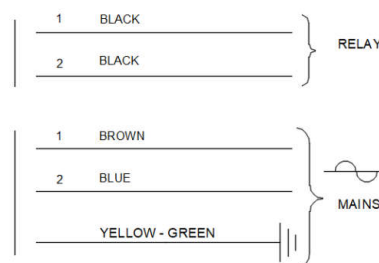 1 BLACK
RELAY
2 BLACK
1 BROWN
2 BLUE
MAINS
YELLOW - GREEN